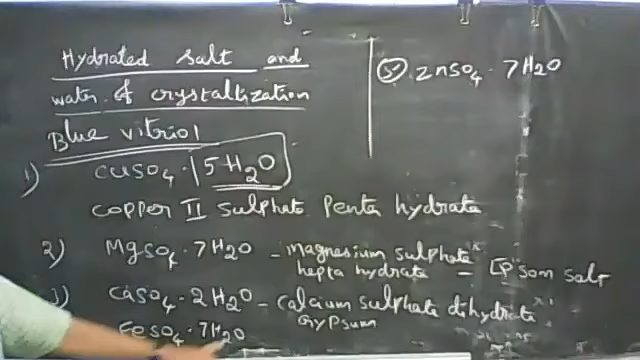 Hydrated salt and
water of crystallization
Blue vitriol
1) CuSO4 · 5H2O
Copper II sulphate Penta hydrate
2) MgSO4 · 7H2O - magnesium sulphate
hepta hydrate - Epsom salt
3) CaSO4 · 2H2O - Calcium sulphate dihydrate
Gypsum
FeSO4 · 7H2O
5) ZnSO4 · 7H2O